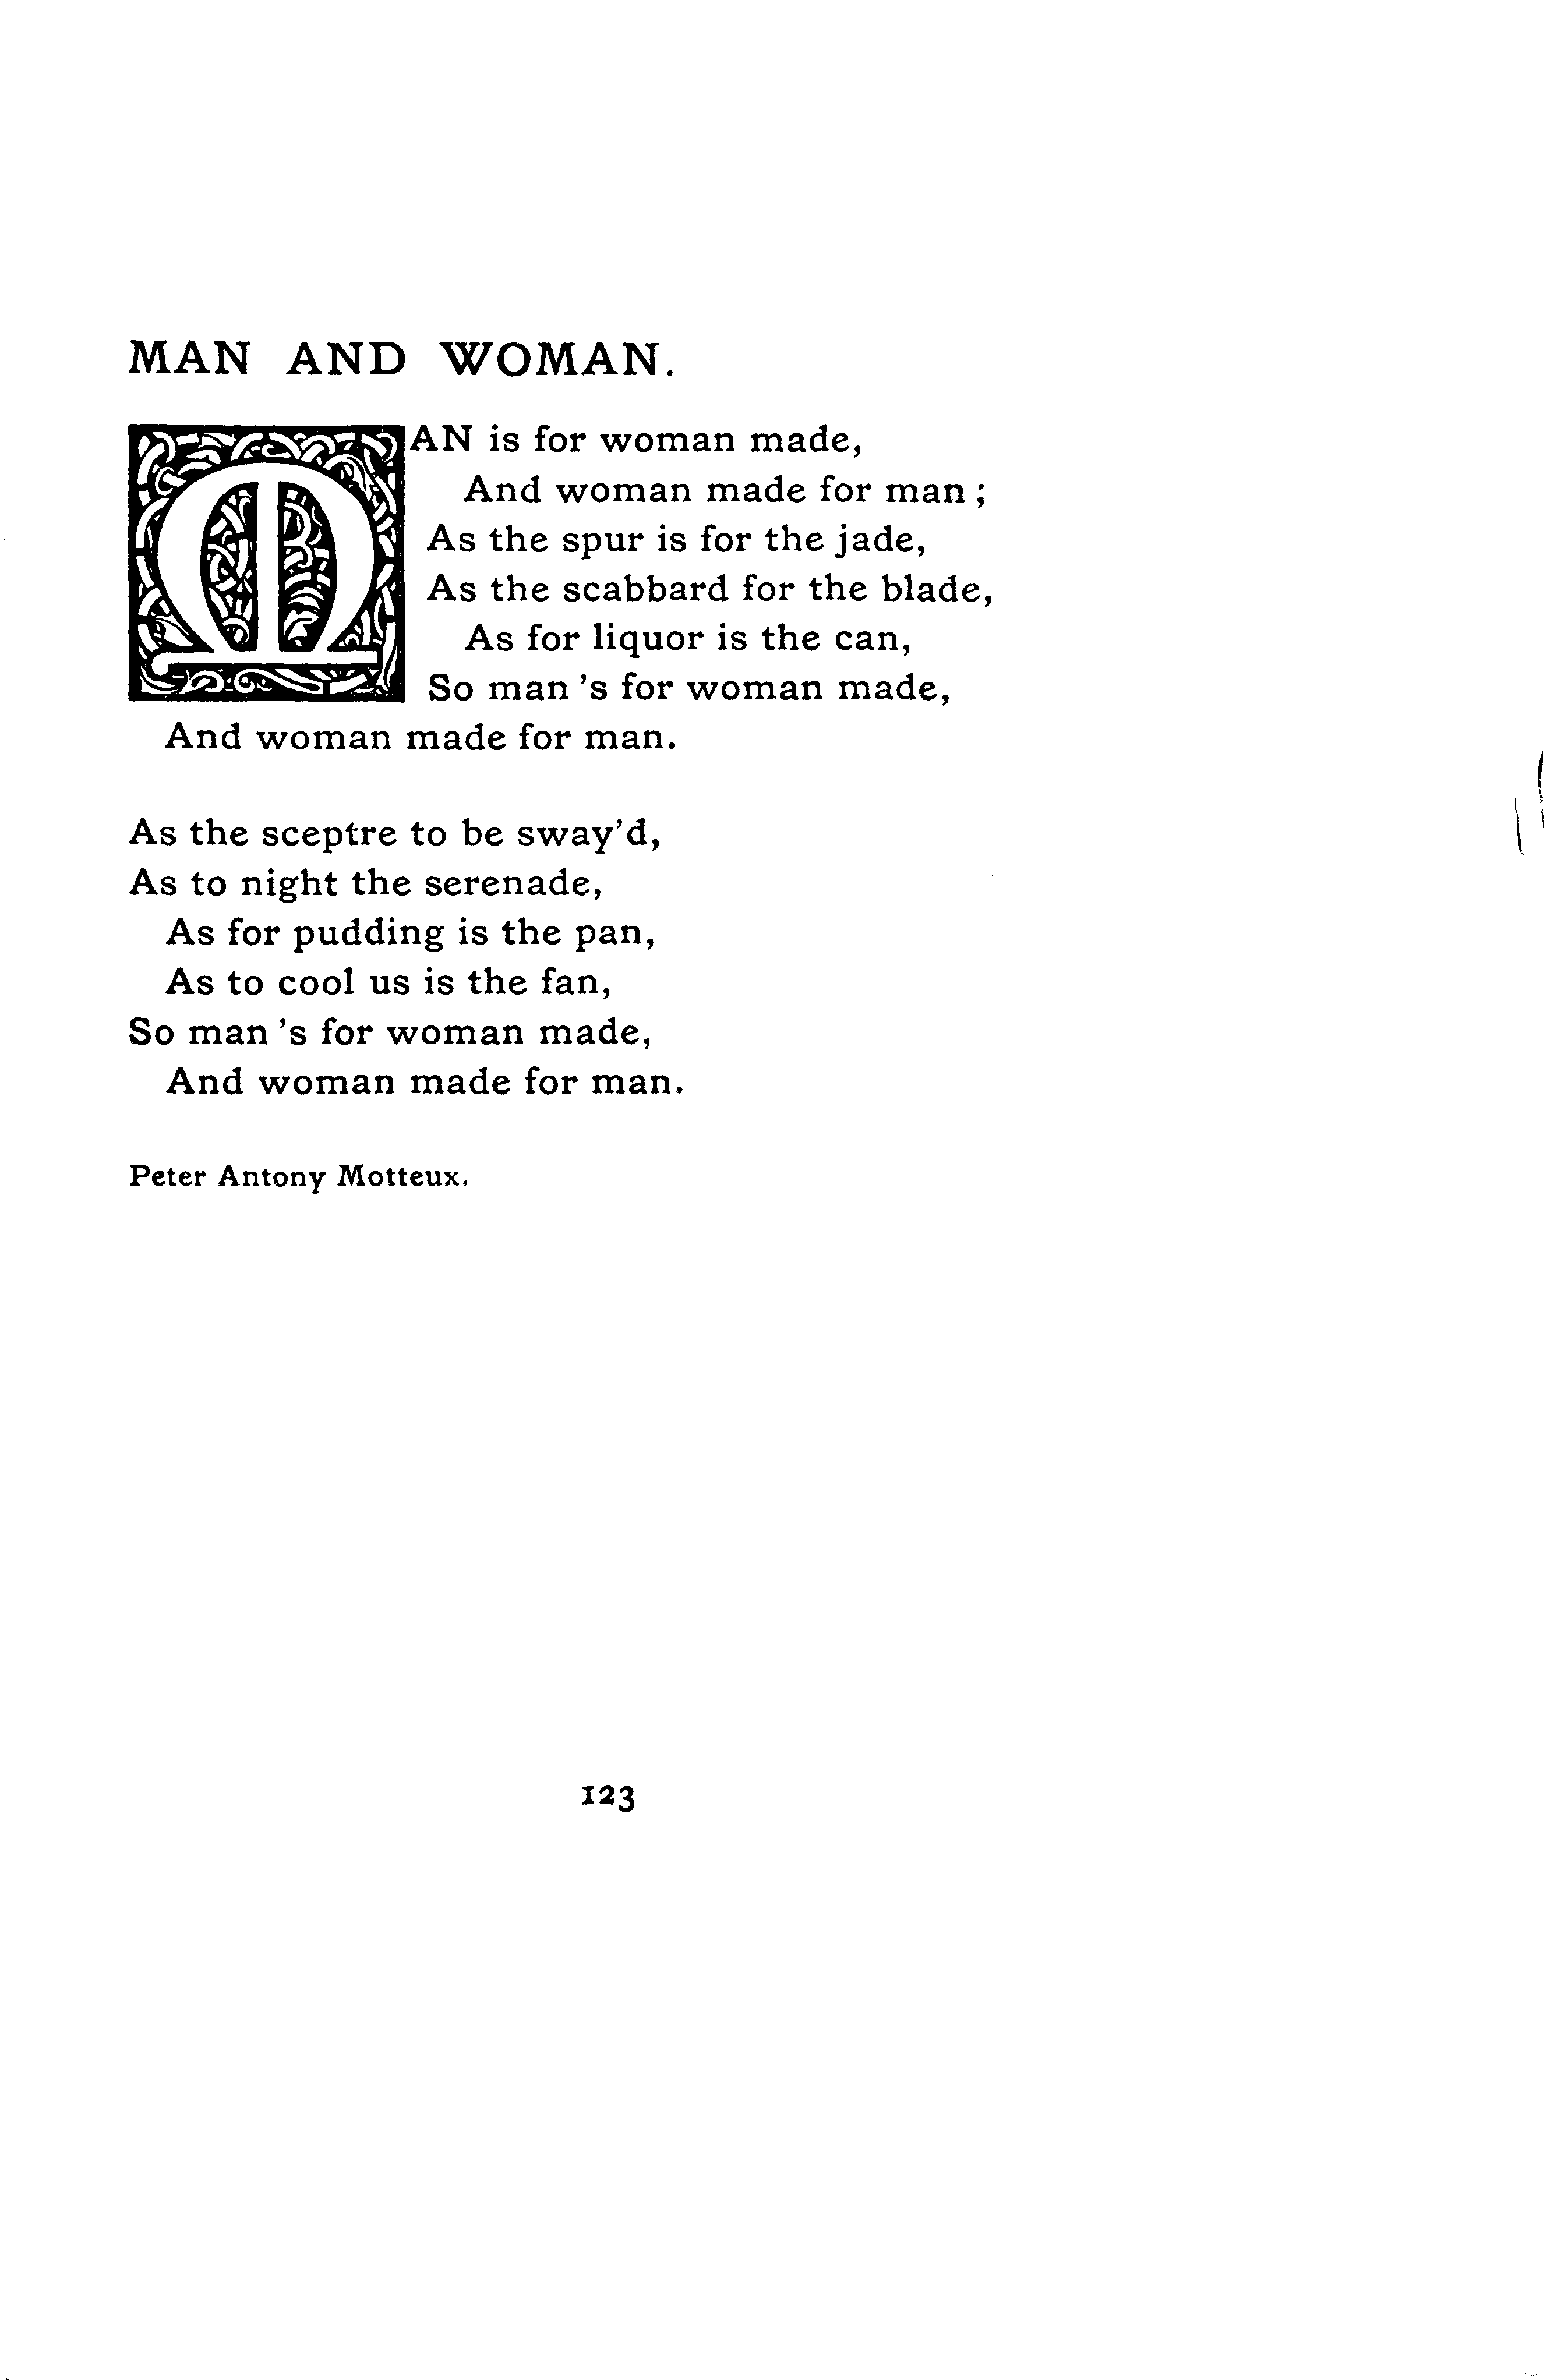 MAN AND WOMAN.
MAN is for woman made,
And woman made for man ;
As the spur is for the jade,
As the scabbard for the blade,
As for liquor is the can,
So man 's for woman made,
And woman made for man.
As the sceptre to be sway'd,
As to night the serenade,
As for pudding is the pan,
As to cool us is the fan,
So man 's for woman made,
And woman made for man.
Peter Antony Motteux.
123